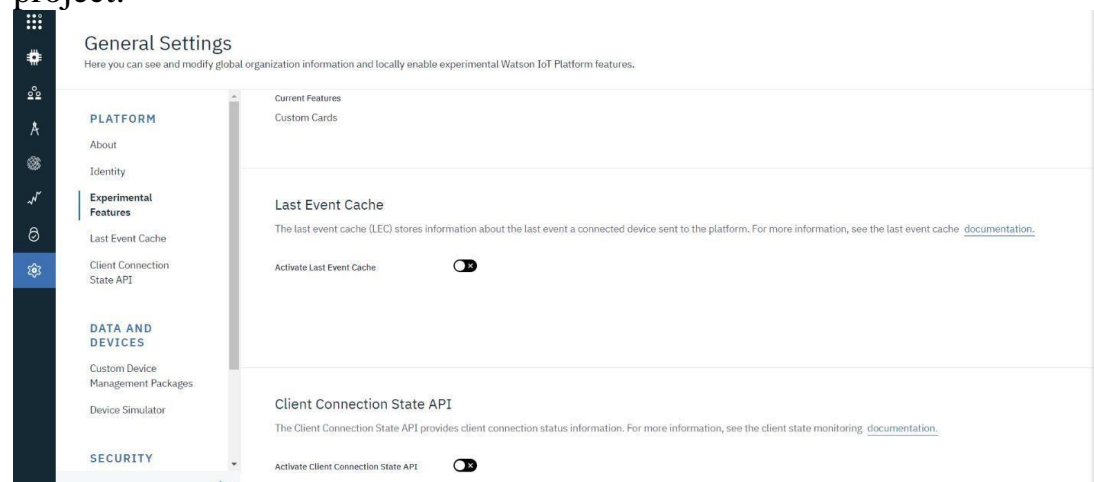 project.
General Settings
Here you can see and modify global organization information and locally enable experimental Watson IoT Platform features.
PLATFORM
About
Identity
Experimental
Features
Last Event Cache
Client Connection
State API
DATA AND
DEVICES
Custom Device
Management Packages
Device Simulator
SECURITY
Current Features
Custom Cards
Last Event Cache
The last event cache (LEC) stores information about the last event a connected device sent to the platform. For more information, see the last event cache documentation.
Activate Last Event Cache
Client Connection State API
The Client Connection State API provides client connection status information. For more information, see the client state monitoring documentation.
Activate Client Connection State API